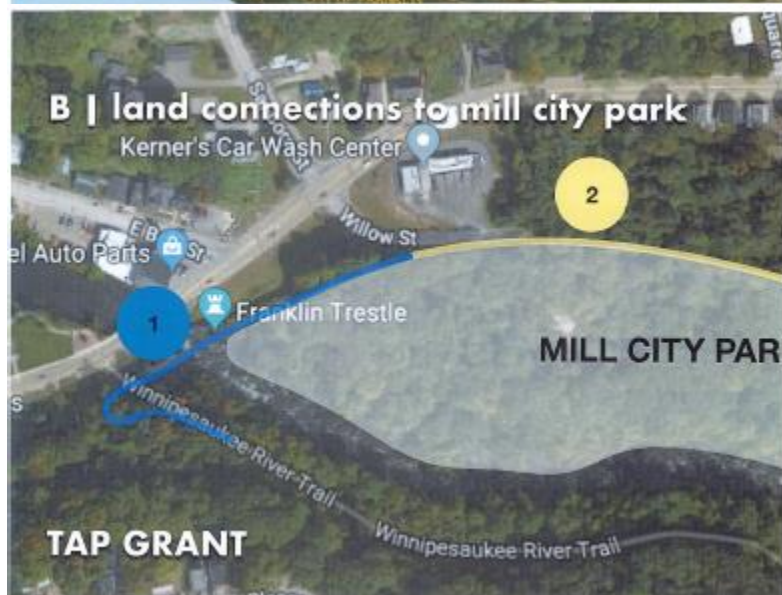 B | land connections to mill city park
Kerner's Car Wash Center
2
Willow St
el Auto Parts
E B St.
Franklin Trestle
1
MILL CITY PAR
s
Winnipesaukee River Trail
Winnipesaukee River Trail
TAP GRANT